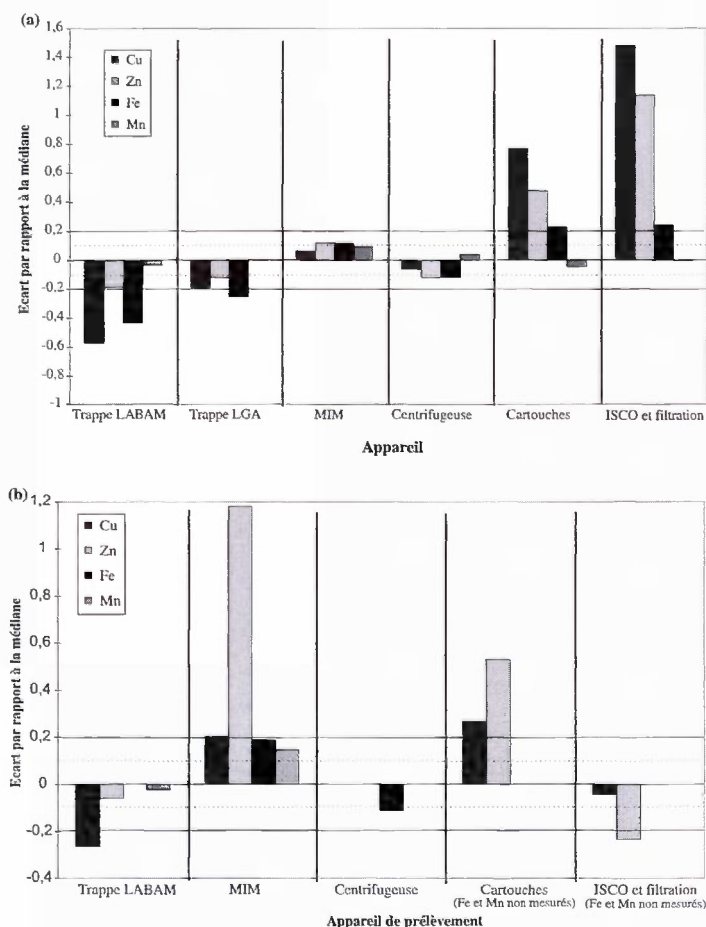 (a)
1,6
1,4
1,2
1
0,8
0,6
0,4
0,2
0
-0,2
-0,4
-0,6
-0,8
-1
Ecart par rapport à la médiane
Cu
Zn
Fe
Mn
Trappe LABAM Trappe LGA MIM Centrifugeuse Cartouches ISCO et filtration
Appareil
(b)
1,2
1
0,8
0,6
0,4
0,2
0
-0,2
-0,4
Ecart par rapport à la médiane
Cu
Zn
Fe
Mn
Trappe LABAM MIM Centrifugeuse Cartouches ISCO et filtration
(Fe et Mn non mesurés) (Fe et Mn non mesurés)
Appareil de prélèvement